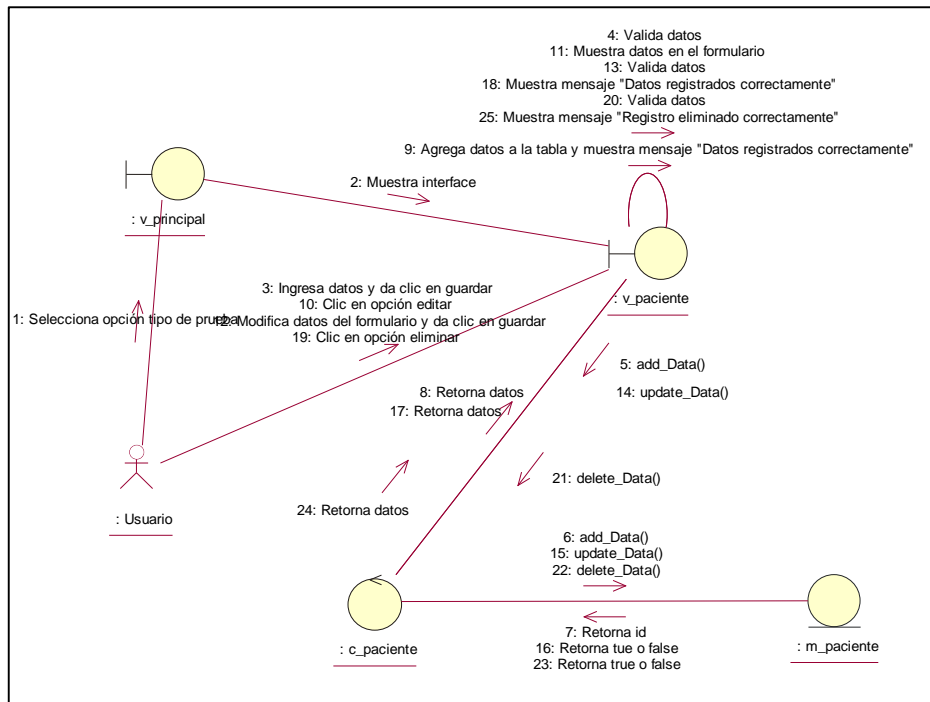 4: Valida datos
11: Muestra datos en el formulario
13: Valida datos
18: Muestra mensaje "Datos registrados correctamente"
20: Valida datos
25: Muestra mensaje "Registro eliminado correctamente"
9: Agrega datos a la tabla y muestra mensaje "Datos registrados correctamente"
2: Muestra interface
: v_principal
3: Ingresa datos y da clic en guardar
10: Clic en opción editar
1: Selecciona opción tipo de prueba
12: Modifica datos del formulario y da clic en guardar
19: Clic en opción eliminar
: v_paciente
5: add_Data()
14: update_Data()
8: Retorna datos
17: Retorna datos
21: delete_Data()
24: Retorna datos
: Usuario
6: add_Data()
15: update_Data()
22: delete_Data()
7: Retorna id
16: Retorna tue o false
23: Retorna true o false
: c_paciente
: m_paciente